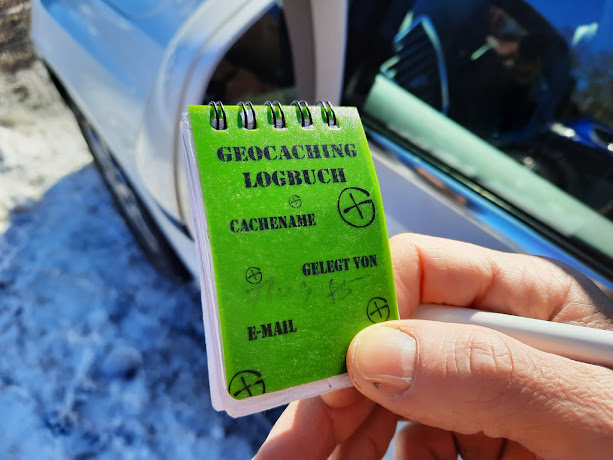 GEOCACHING
LOGBUCH
CACHENAME
GELEGT VON
E-MAIL